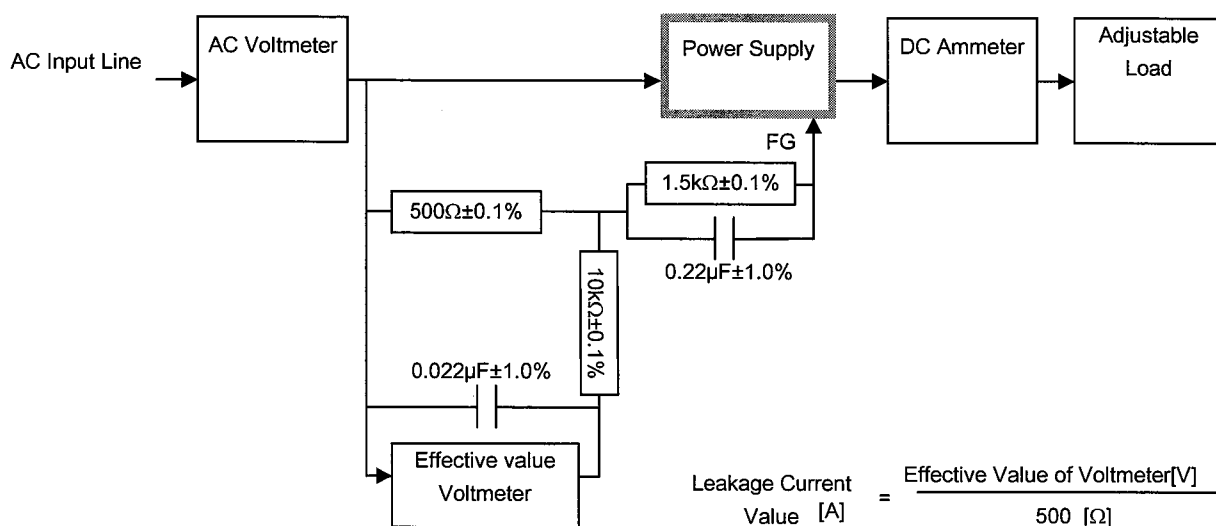 AC Input Line
AC Voltmeter
Power Supply
DC Ammeter
Adjustable
Load
FG
1.5kΩ±0.1%
500Ω±0.1%
0.22µF±1.0%
10kΩ±0.1%
0.022µF±1.0%
Effective value
Voltmeter
Leakage Current
Value [A] = Effective Value of Voltmeter[V]
500 [Ω]